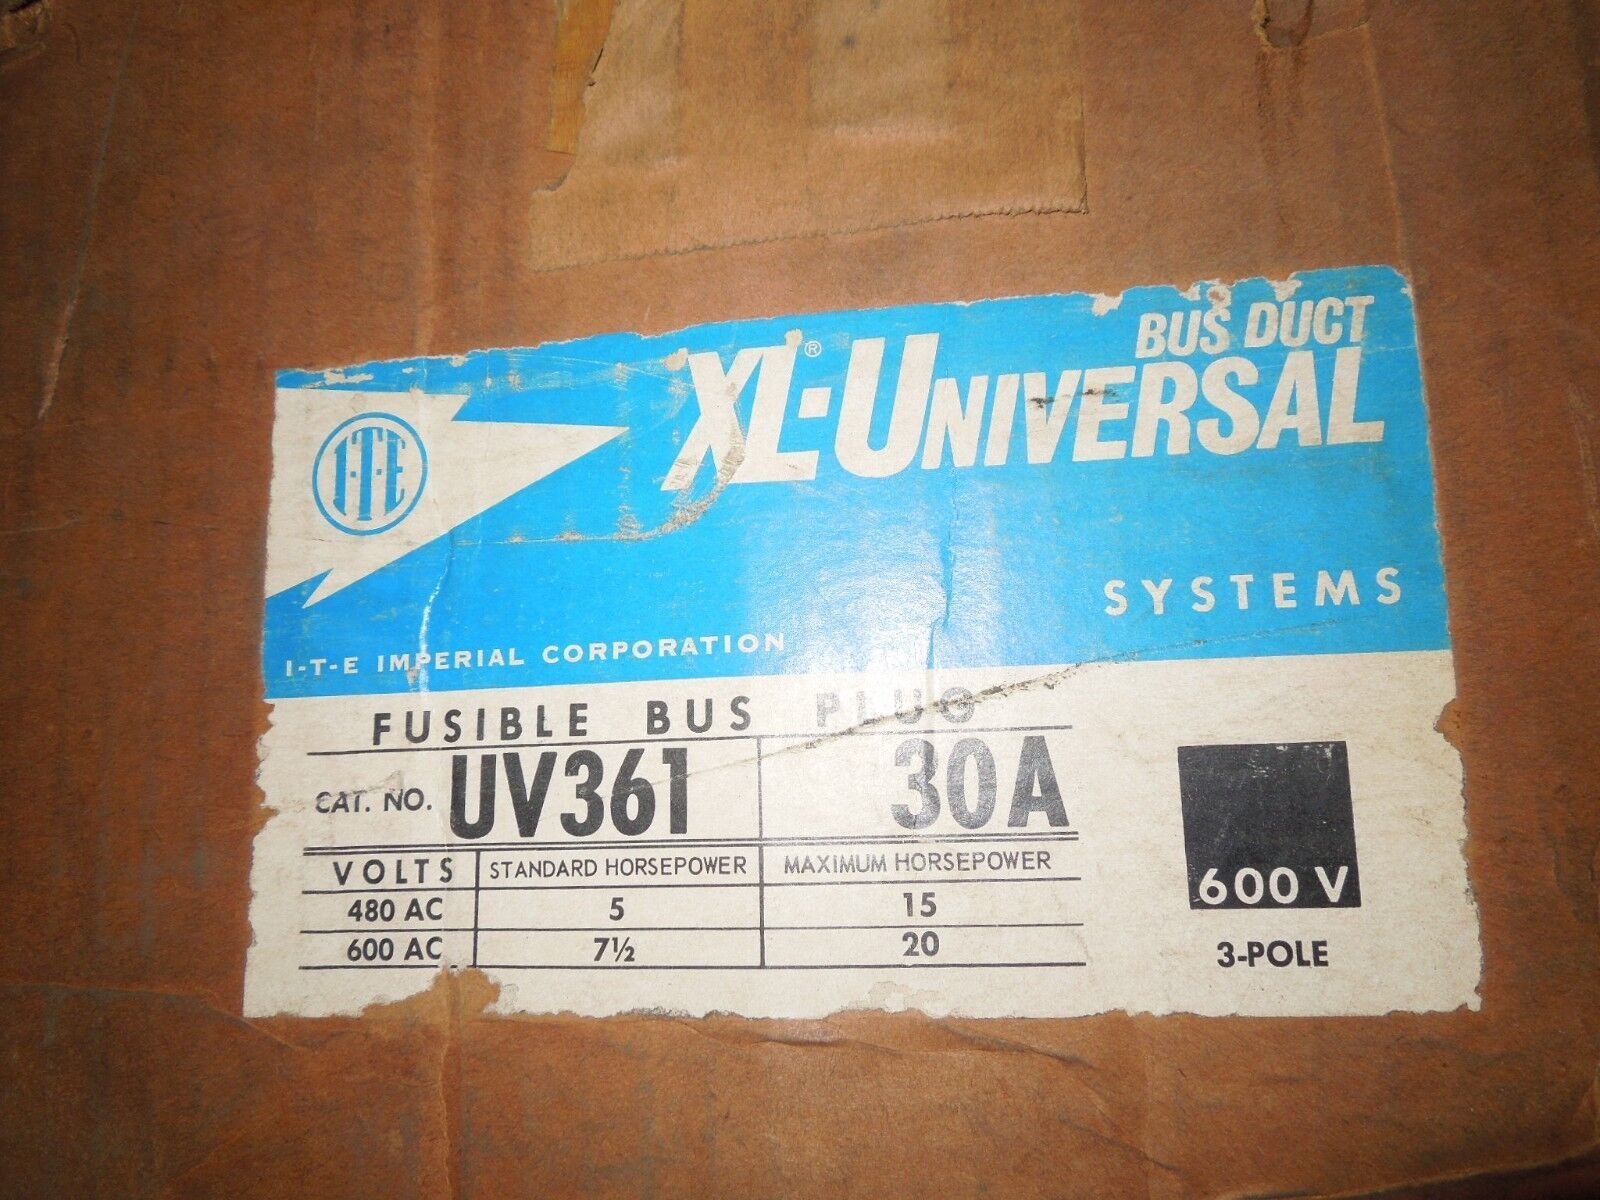 BUS DUCT
XL®-UNIVERSAL
I-T-E
SYSTEMS
I-T-E IMPERIAL CORPORATION
FUSIBLE BUS PLUG
CAT. NO. UV361 30A
VOLTS STANDARD HORSEPOWER MAXIMUM HORSEPOWER
480 AC 5 15
600 AC 7½ 20
600 V
3-POLE